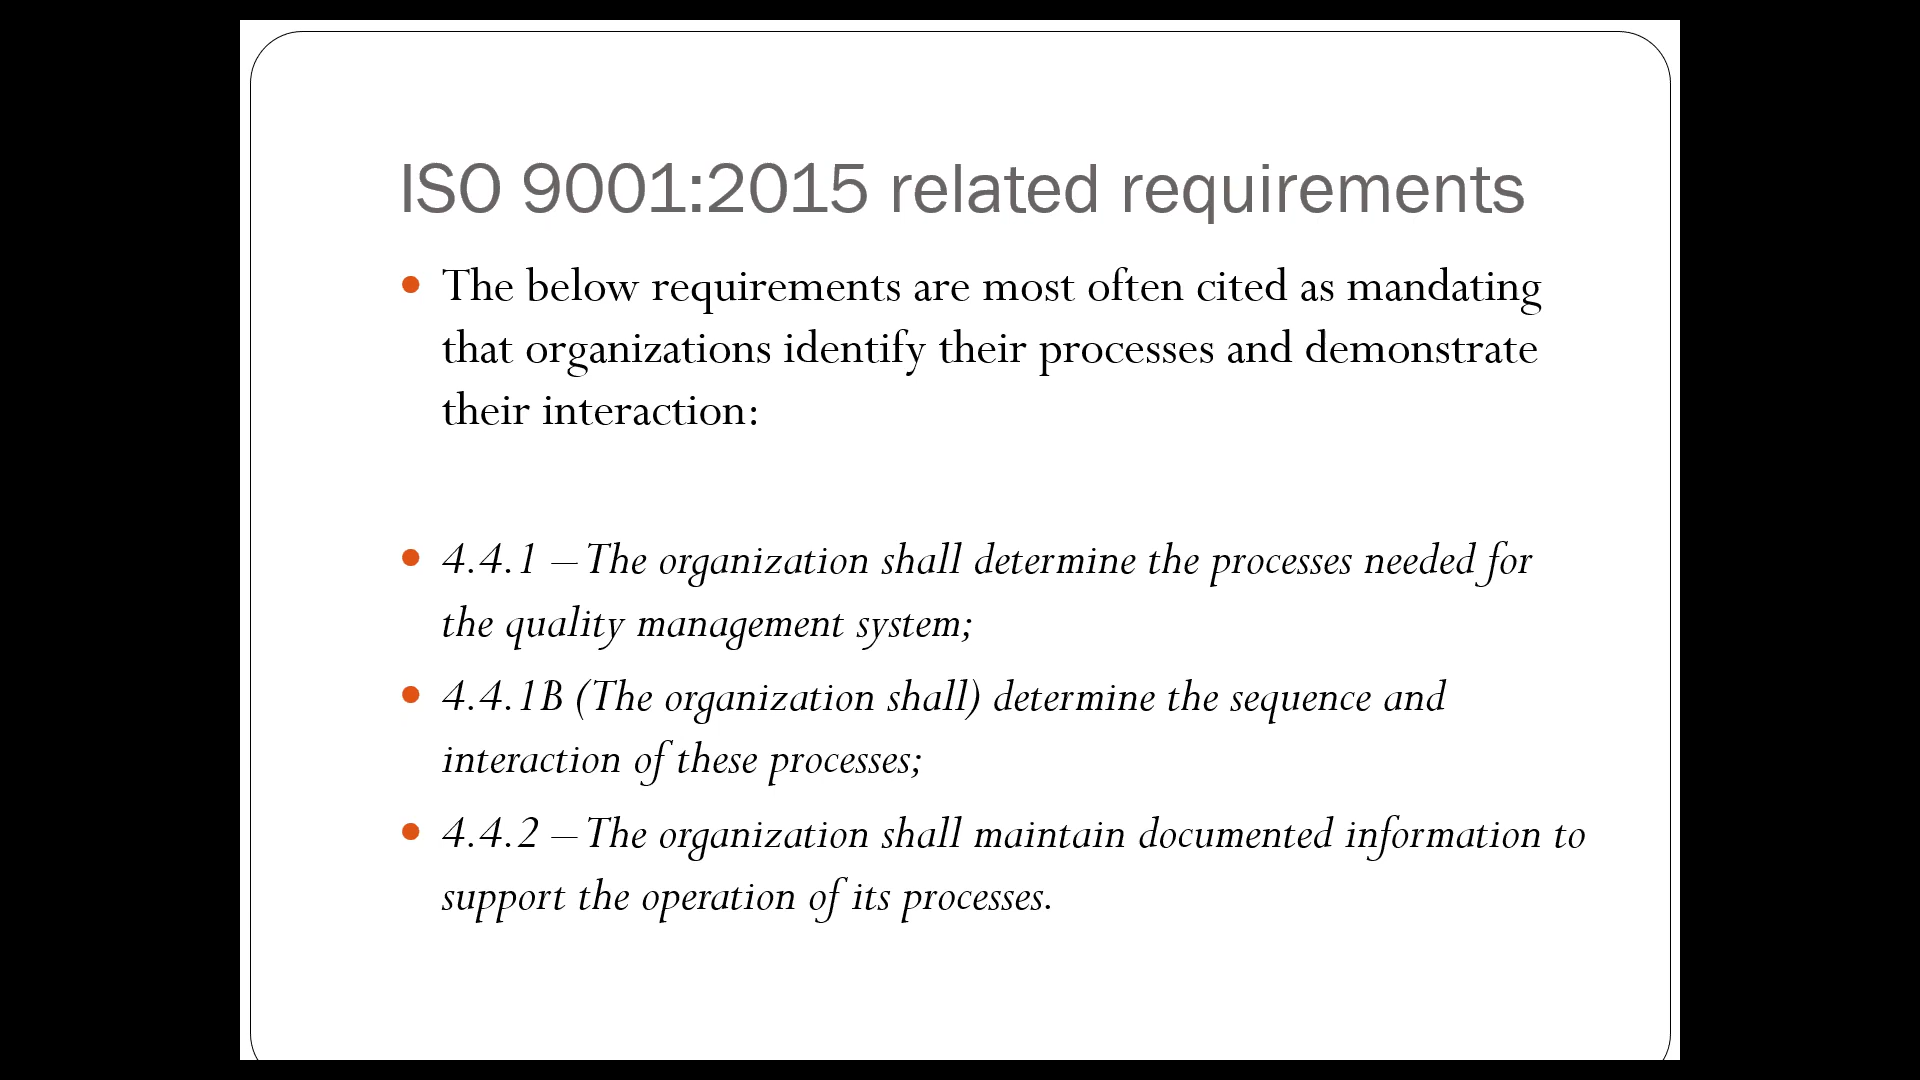 ISO 9001:2015 related requirements
• The below requirements are most often cited as mandating
that organizations identify their processes and demonstrate
their interaction:
• 4.4.1 – The organization shall determine the processes needed for
the quality management system;
• 4.4.1B (The organization shall) determine the sequence and
interaction of these processes;
• 4.4.2 – The organization shall maintain documented information to
support the operation of its processes.